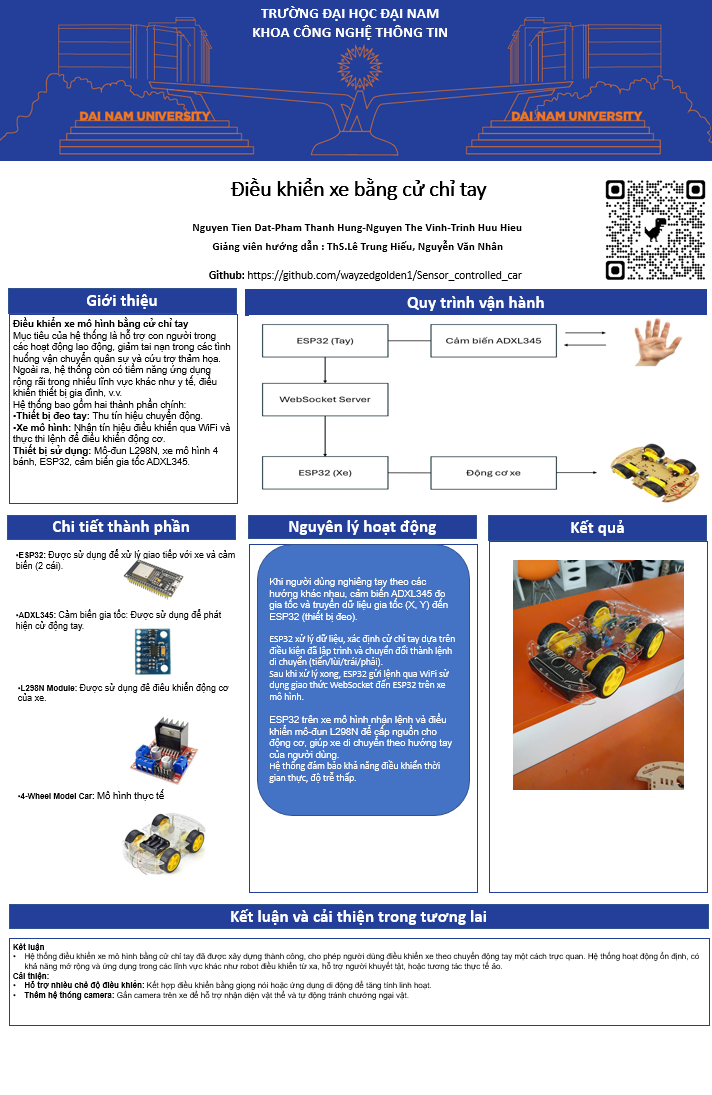 TRƯỜNG ĐẠI HỌC ĐẠI NAM
KHOA CÔNG NGHỆ THÔNG TIN
DAI NAM UNIVERSITY
DAI NAM UNIVERSITY
Điều khiển xe bằng cử chỉ tay
Nguyen Tien Dat-Pham Thanh Hung-Nguyen The Vinh-Trinh Huu Hieu
Giảng viên hướng dẫn : ThS.Lê Trung Hiếu, Nguyễn Văn Nhân
Github: https://github.com/wayzedgolden1/Sensor_controlled_car
Giới thiệu
Điều khiển xe mô hình bằng cử chỉ tay
Mục tiêu của hệ thống là hỗ trợ con người trong
các hoạt động lao động, giảm tai nạn trong các tình
huống vận chuyển quân sự và cứu trợ thảm họa.
Ngoài ra, hệ thống còn có tiềm năng ứng dụng
rộng rãi trong nhiều lĩnh vực khác như y tế, điều
khiển thiết bị gia đình, v.v.
Hệ thống bao gồm hai thành phần chính:
•Thiết bị đeo tay: Thu tín hiệu chuyển động.
•Xe mô hình: Nhận tín hiệu điều khiển qua WiFi và
thực thi lệnh để điều khiển động cơ.
Thiết bị sử dụng: Mô-đun L298N, xe mô hình 4
bánh, ESP32, cảm biến gia tốc ADXL345.
Quy trình vận hành
ESP32 (Tay)
Cảm biến ADXL345
WebSocket Server
ESP32 (Xe)
Động cơ xe
Chi tiết thành phần
•ESP32: Được sử dụng để xử lý giao tiếp với xe và cảm
biến (2 cái).
•ADXL345: Cảm biến gia tốc: Được sử dụng để phát
hiện cử động tay.
•L298N Module: Được sử dụng để điều khiển động cơ
của xe.
•4-Wheel Model Car: Mô hình thực tế
Nguyên lý hoạt động
Khi người dùng nghiêng tay theo các
hướng khác nhau, cảm biến ADXL345 đo
gia tốc và truyền dữ liệu gia tốc (X, Y) đến
ESP32 (thiết bị đeo).
ESP32 xử lý dữ liệu, xác định cử chỉ tay dựa trên
điều kiện đã lập trình và chuyển đổi thành lệnh
di chuyển (tiến/lùi/trái/phải).
Sau khi xử lý xong, ESP32 gửi lệnh qua WiFi sử
dụng giao thức WebSocket đến ESP32 trên xe
mô hình.
ESP32 trên xe mô hình nhận lệnh và điều
khiển mô-đun L298N để cấp nguồn cho
động cơ, giúp xe di chuyển theo hướng tay
của người dùng.
Hệ thống đảm bảo khả năng điều khiển thời
gian thực, độ trễ thấp.
Kết quả
Kết luận và cải thiện trong tương lai
Kết luận
• Hệ thống điều khiển xe mô hình bằng cử chỉ tay đã được xây dựng thành công, cho phép người dùng điều khiển xe theo chuyển động tay một cách trực quan. Hệ thống hoạt động ổn định, có
khả năng mở rộng và ứng dụng trong các lĩnh vực khác như robot điều khiển từ xa, hỗ trợ người khuyết tật, hoặc tương tác thực tế ảo.
Cải thiện:
• Hỗ trợ nhiều chế độ điều khiển: Kết hợp điều khiển bằng giọng nói hoặc ứng dụng di động để tăng tính linh hoạt.
• Thêm hệ thống camera: Gắn camera trên xe để hỗ trợ nhận diện vật thể và tự động tránh chướng ngại vật.